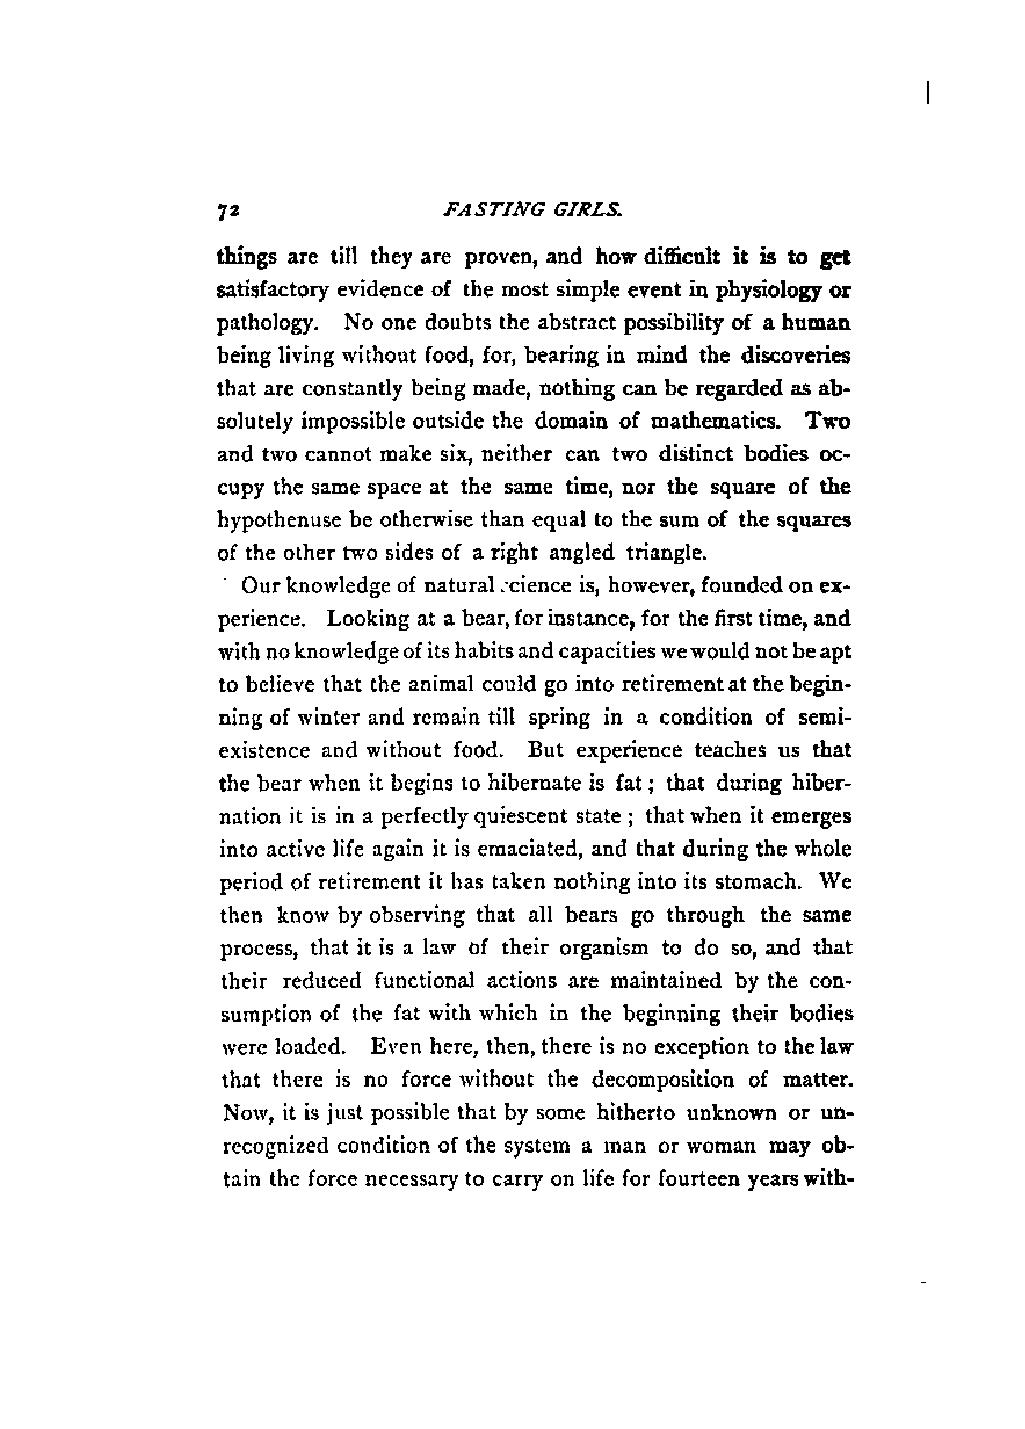 72 FASTING GIRLS.
things are till they are proven, and how difficult it is to get
satisfactory evidence of the most simple event in physiology or
pathology. No one doubts the abstract possibility of a human
being living without food, for, bearing in mind the discoveries
that are constantly being made, nothing can be regarded as ab-
solutely impossible outside the domain of mathematics. Two
and two cannot make six, neither can two distinct bodies oc-
cupy the same space at the same time, nor the square of the
hypothenuse be otherwise than equal to the sum of the squares
of the other two sides of a right angled triangle.
Our knowledge of natural science is, however, founded on ex-
perience. Looking at a bear, for instance, for the first time, and
with no knowledge of its habits and capacities we would not be apt
to believe that the animal could go into retirement at the begin-
ning of winter and remain till spring in a condition of semi-
existence and without food. But experience teaches us that
the bear when it begins to hibernate is fat ; that during hiber-
nation it is in a perfectly quiescent state ; that when it emerges
into active life again it is emaciated, and that during the whole
period of retirement it has taken nothing into its stomach. We
then know by observing that all bears go through the same
process, that it is a law of their organism to do so, and that
their reduced functional actions are maintained by the con-
sumption of the fat with which in the beginning their bodies
were loaded. Even here, then, there is no exception to the law
that there is no force without the decomposition of matter.
Now, it is just possible that by some hitherto unknown or un-
recognized condition of the system a man or woman may ob-
tain the force necessary to carry on life for fourteen years with-